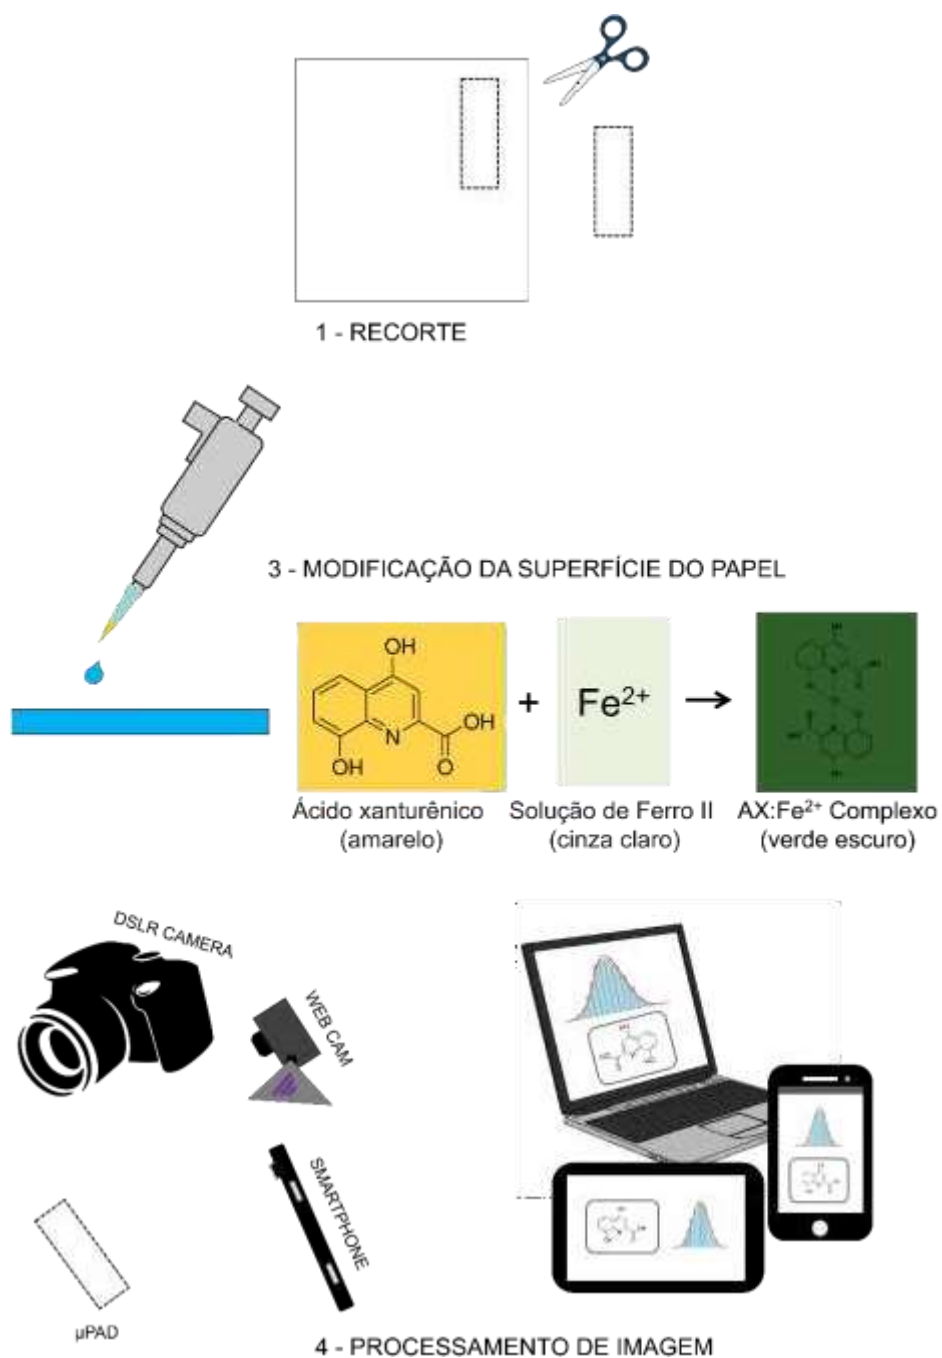 1 - RECORTE
3 - MODIFICAÇÃO DA SUPERFÍCIE DO PAPEL
OH
N
OH
O
OH
+
Fe²⁺
→
Ácido xanturênico
(amarelo)
Solução de Ferro II
(cinza claro)
AX:Fe²⁺ Complexo
(verde escuro)
DSLR CAMERA
WEB CAM
SMARTPHONE
µPAD
4 - PROCESSAMENTO DE IMAGEM